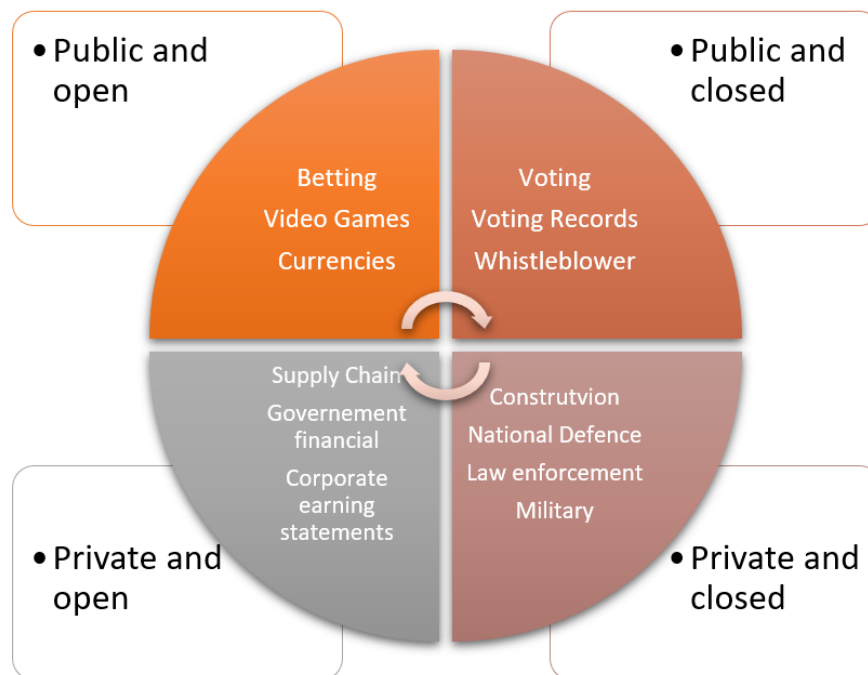 • Public and
open
• Public and
closed
Betting
Video Games
Currencies
Voting
Voting Records
Whistleblower
Supply Chain
Governement
financial
Corporate
earning
statements
Construtvion
National Defence
Law enforcement
Military
• Private and
open
• Private and
closed